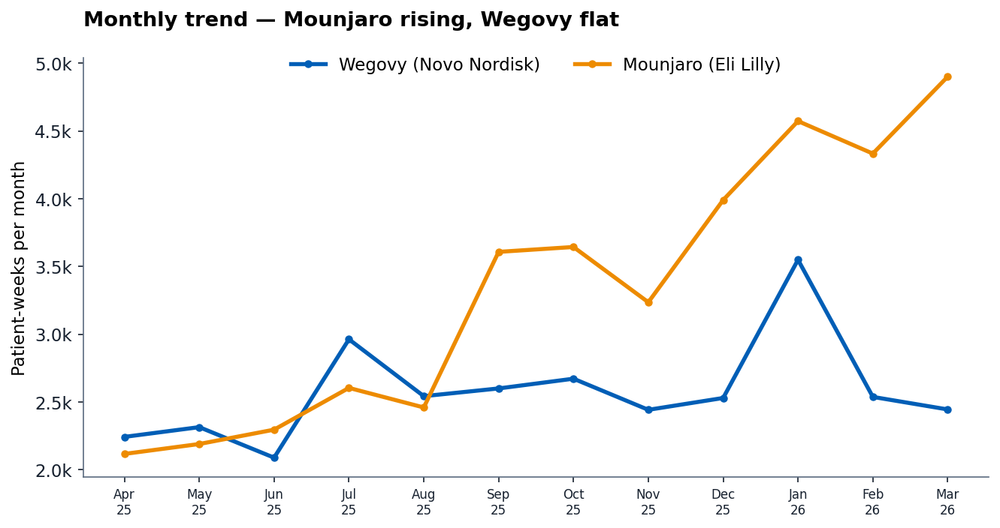 Monthly trend — Mounjaro rising, Wegovy flat
Wegovy (Novo Nordisk)
Mounjaro (Eli Lilly)
Patient-weeks per month
5.0k
4.5k
4.0k
3.5k
3.0k
2.5k
2.0k
Apr
25
May
25
Jun
25
Jul
25
Aug
25
Sep
25
Oct
25
Nov
25
Dec
25
Jan
26
Feb
26
Mar
26